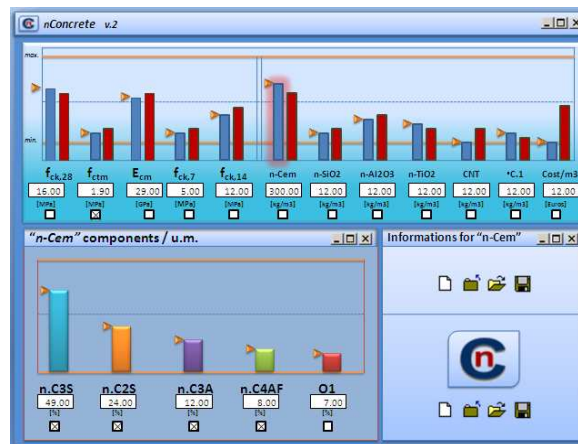 nConcrete v.2
max.
min.
fck,28 fctm Ecm fck,7 fck,14 n-Cem n-SiO2 n-Al2O3 n-TiO2 CNT •C.1 Cost/m3
16.00 1.90 29.00 5.00 12.00 300.00 12.00 12.00 12.00 12.00 12.00 12.00
[MPa] [MPa] [GPa] [MPa] [MPa] [kg/m3] [kg/m3] [kg/m3] [kg/m3] [kg/m3] [kg/m3] [Euros]
"n-Cem" components / u.m.
n.C3S n.C2S n.C3A n.C4AF O1
49.00 24.00 12.00 8.00 7.00
[%] [%] [%] [%] [%]
Informations for "n-Cem"
Cn